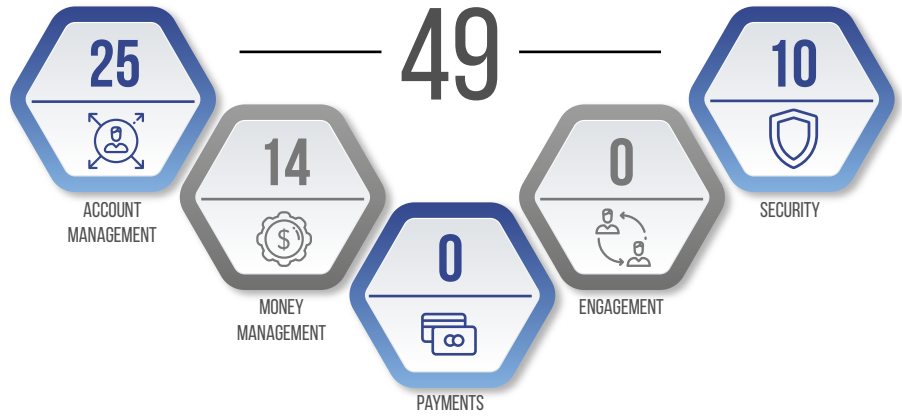 49
25
ACCOUNT
MANAGEMENT
14
$
MONEY
MANAGEMENT
0
PAYMENTS
0
ENGAGEMENT
10
SECURITY